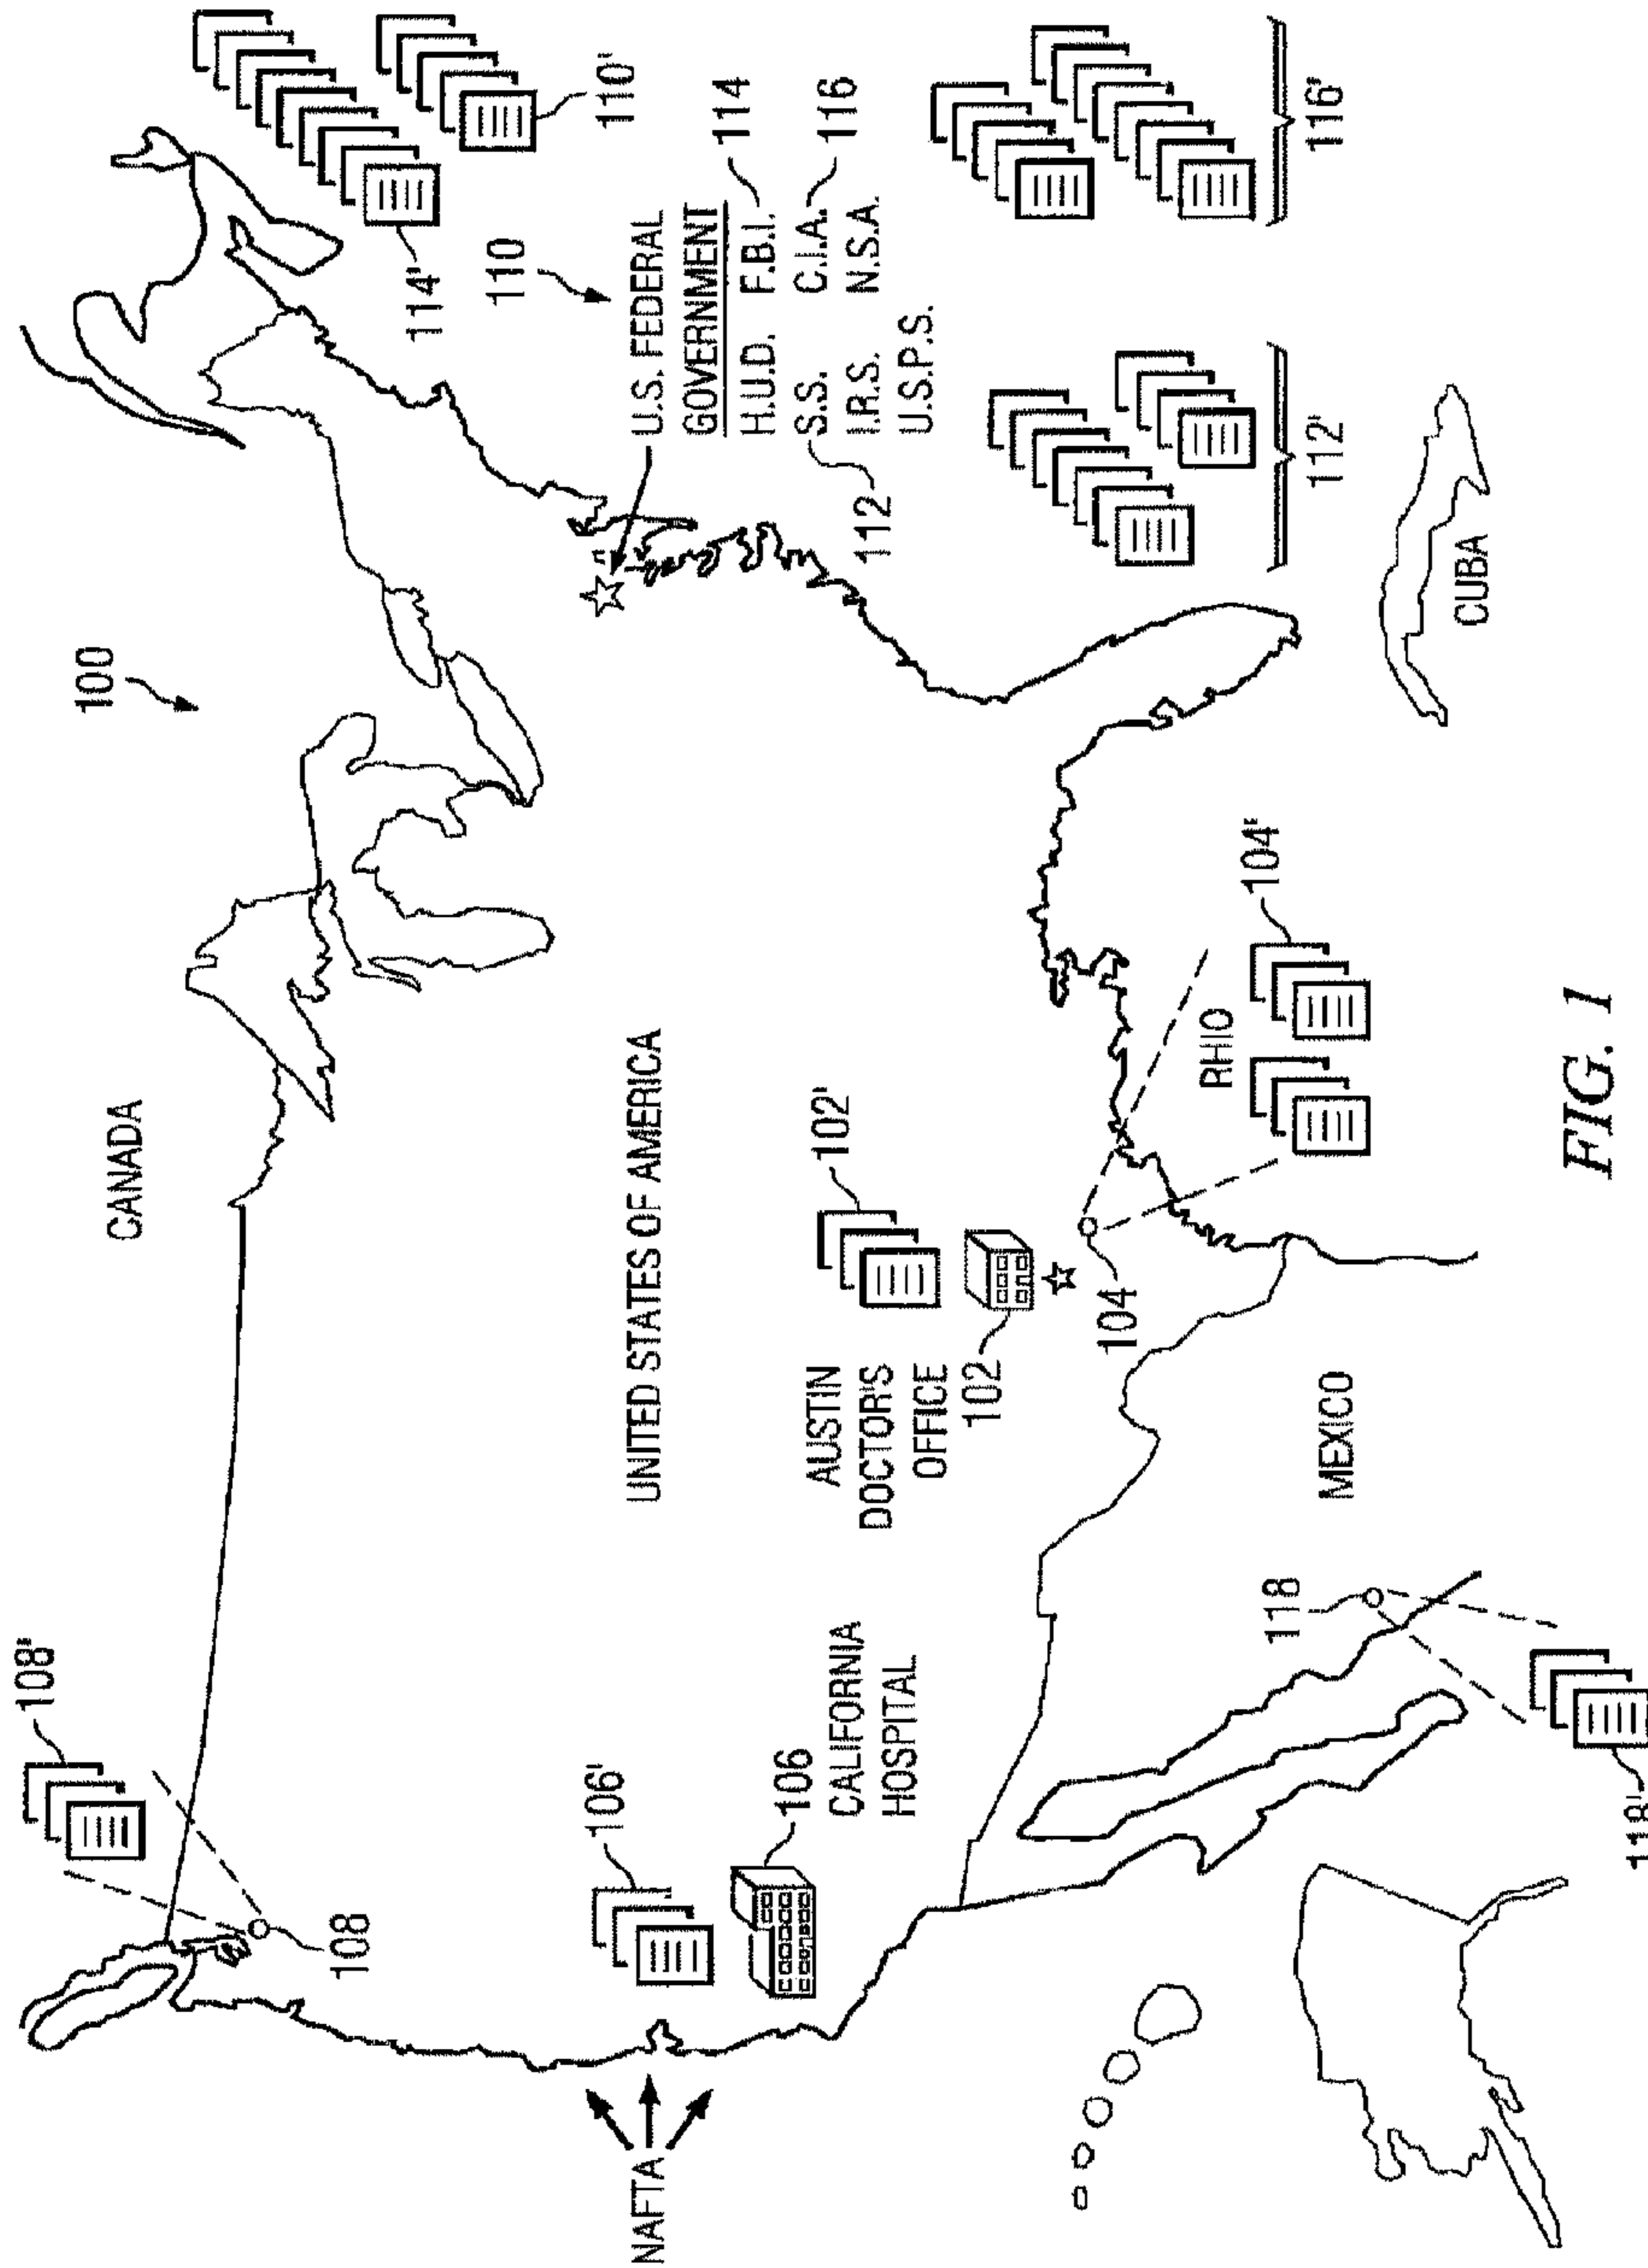 100
CANADA
108'
108
UNITED STATES OF AMERICA
NAFTA
106'
106
CALIFORNIA
HOSPITAL
AUSTIN
DOCTOR'S
OFFICE
102
102'
104
RHIO
104'
MEXICO
118
118'
114'
110'
110
U.S. FEDERAL
GOVERNMENT
H.U.D. F.B.I.
114
S.S. C.I.A.
112
116
I.R.S. N.S.A.
U.S.P.S.
112'
116'
CUBA
FIG. 1